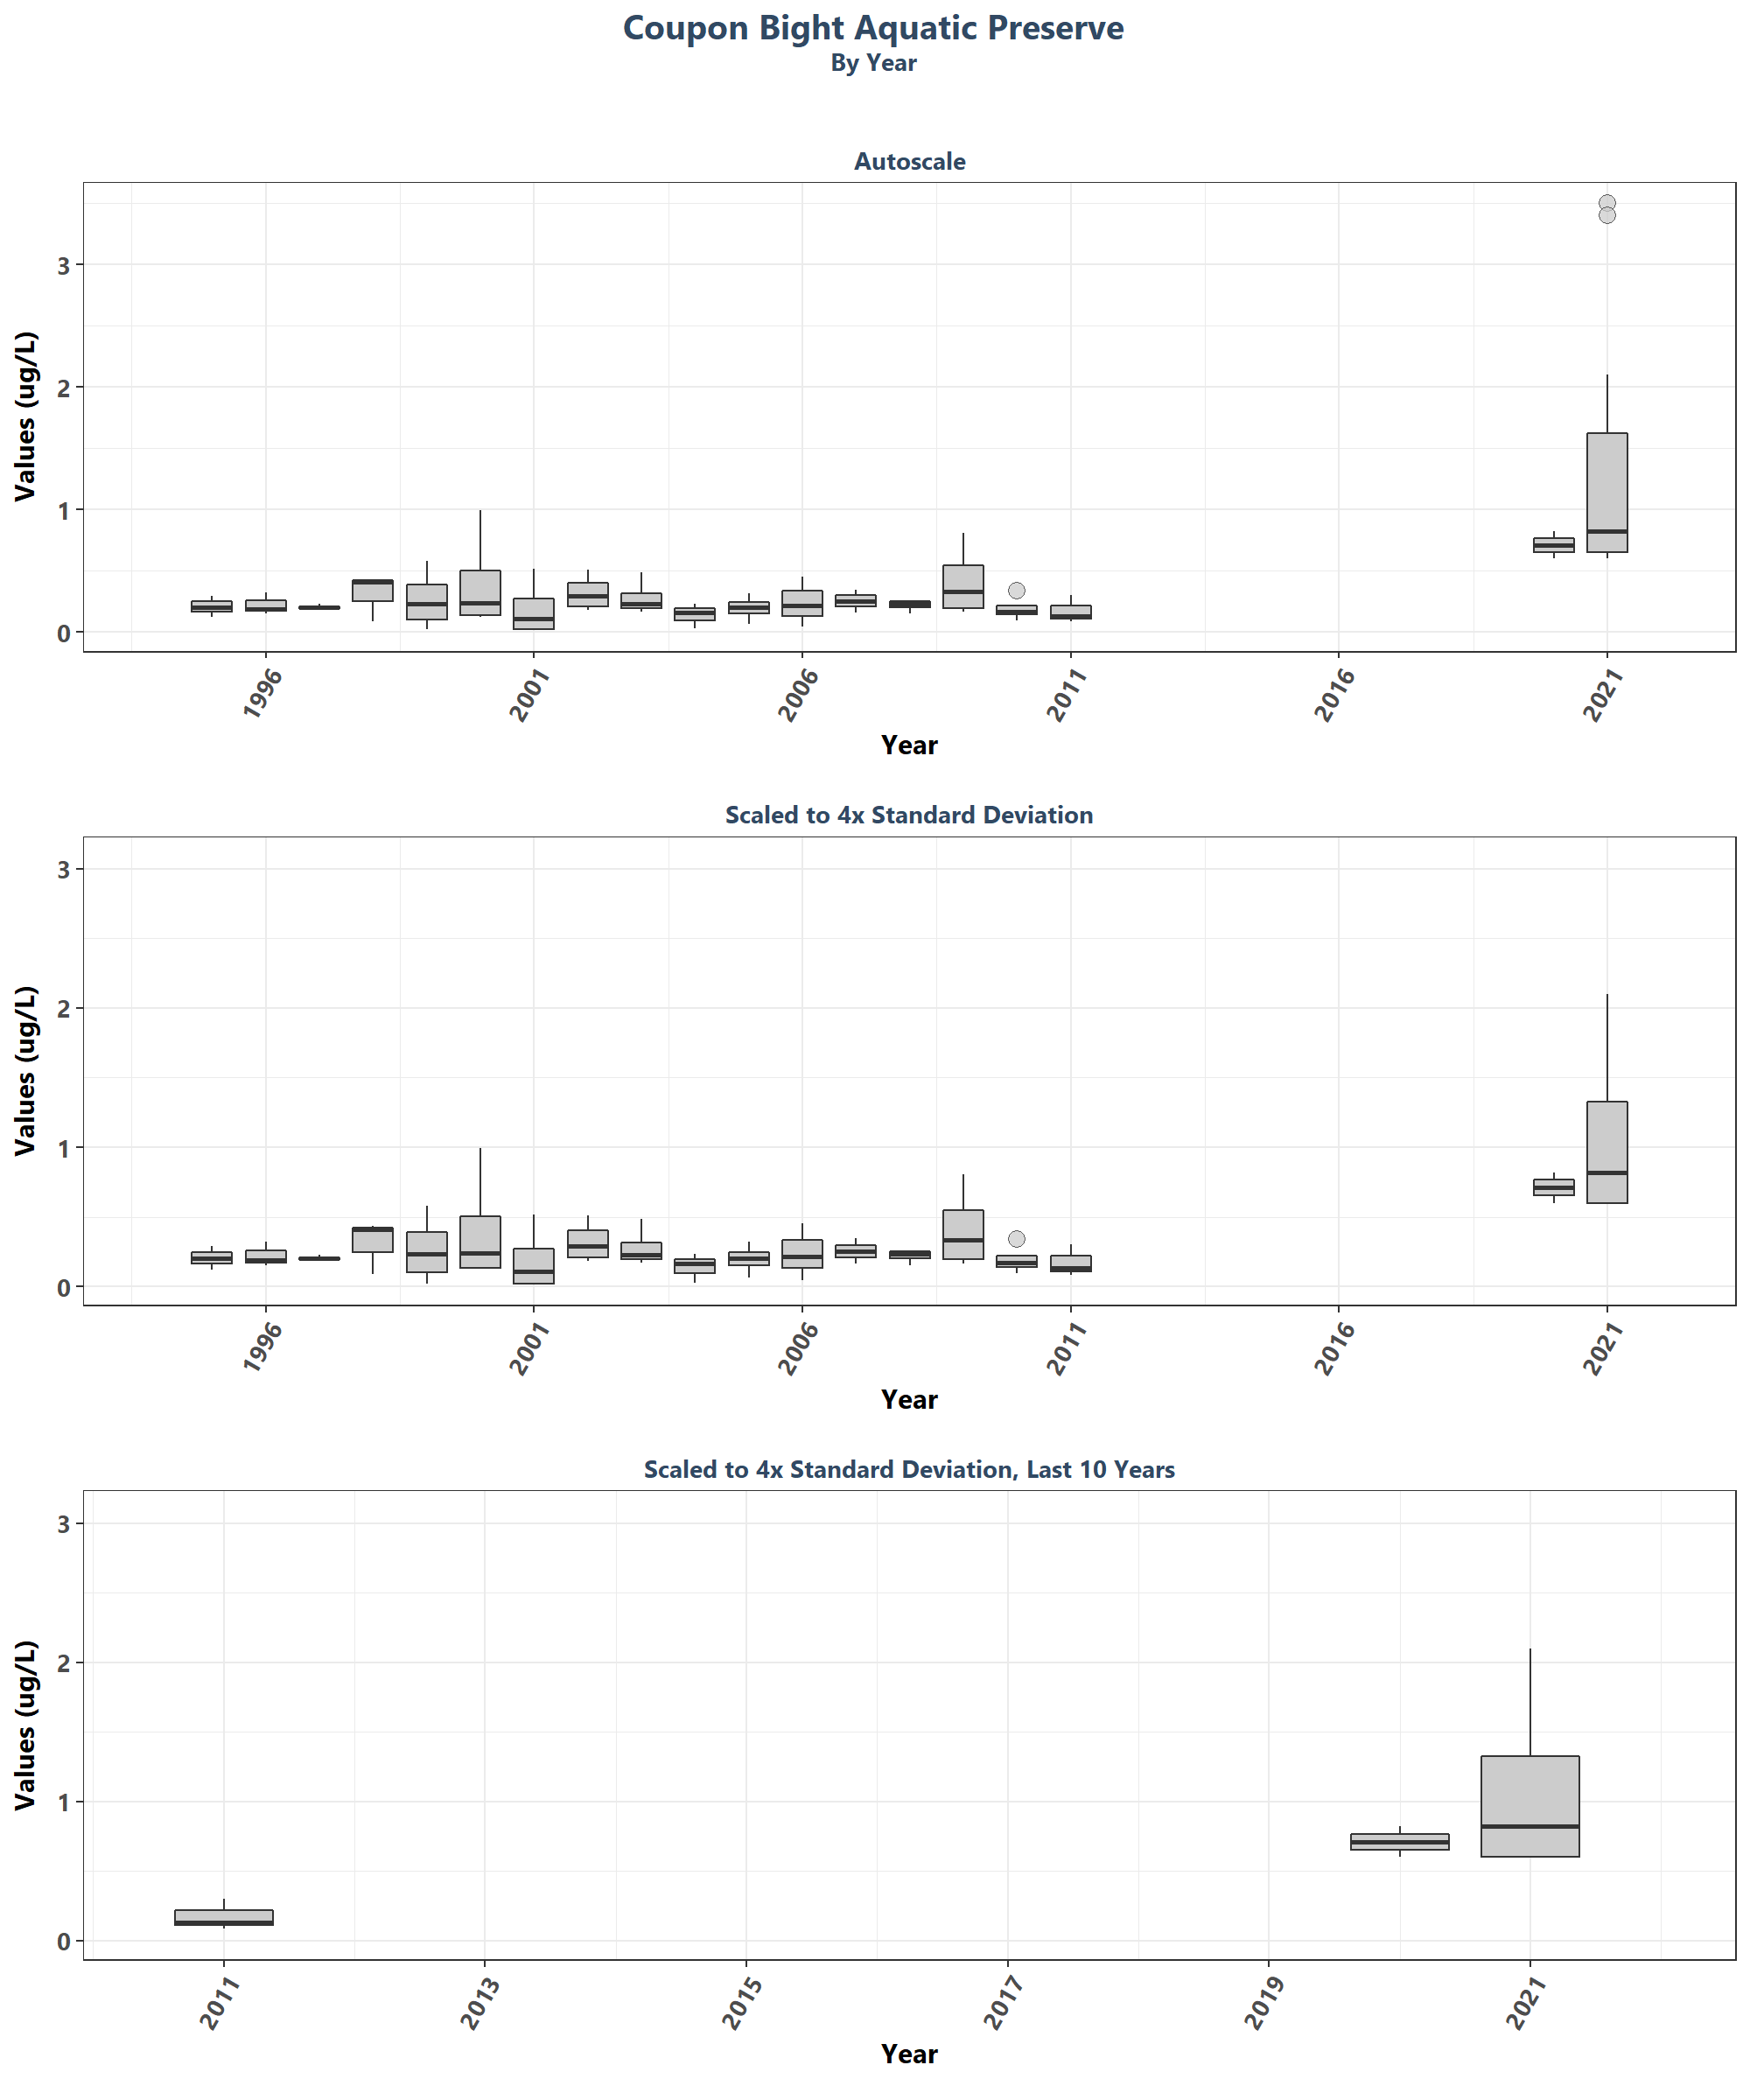 Coupon Bight Aquatic Preserve
By Year
Autoscale
Values (ug/L)
3
2
1
0
1996
2001
2006
2011
2016
2021
Year
Scaled to 4x Standard Deviation
Values (ug/L)
3
2
1
0
1996
2001
2006
2011
2016
2021
Year
Scaled to 4x Standard Deviation, Last 10 Years
Values (ug/L)
3
2
1
0
2011
2013
2015
2017
2019
2021
Year